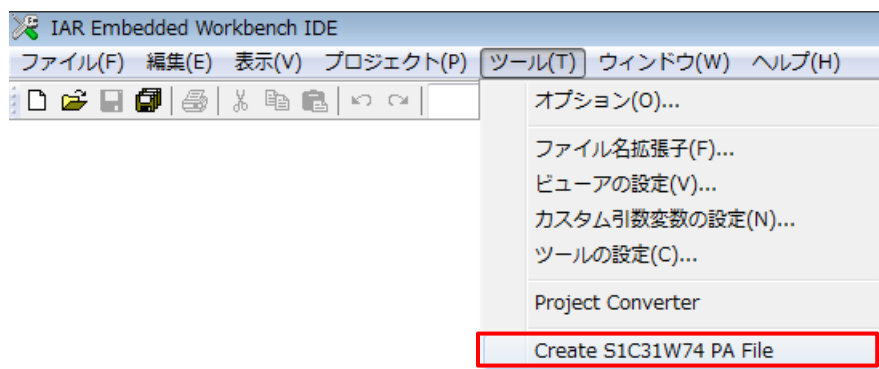 IAR Embedded Workbench IDE
ファイル(F) 編集(E) 表示(V) プロジェクト(P) ツール(T) ウィンドウ(W) ヘルプ(H)
オプション(O)...
ファイル名拡張子(F)...
ビューアの設定(V)...
カスタム引数変数の設定(N)...
ツールの設定(C)...
Project Converter
Create S1C31W74 PA File